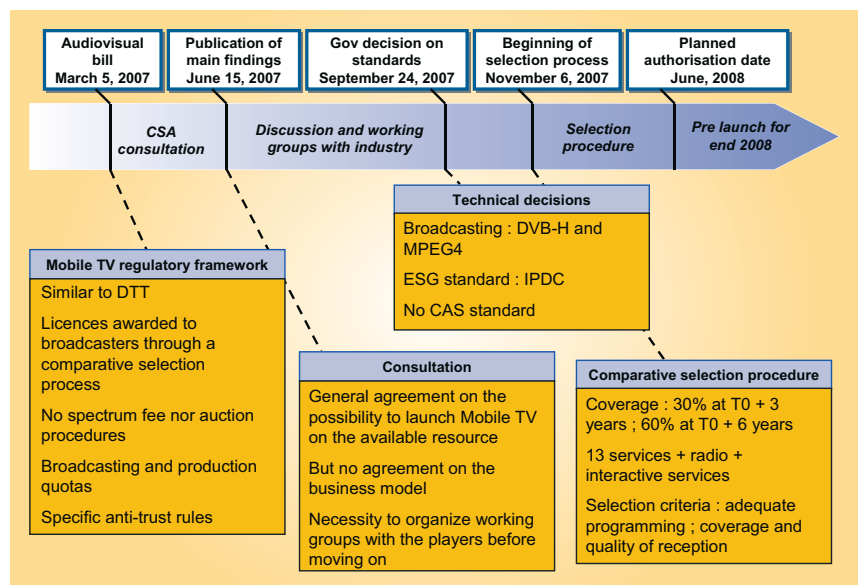 Audiovisual
bill
March 5, 2007
Publication of
main findings
June 15, 2007
Gov decision on
standards
September 24, 2007
Beginning of
selection process
November 6, 2007
Planned
authorisation date
June, 2008
CSA
consultation
Discussion and working
groups with industry
Selection
procedure
Pre launch for
end 2008
Mobile TV regulatory framework
Similar to DTT
Licences awarded to
broadcasters through a
comparative selection
process
No spectrum fee nor auction
procedures
Broadcasting and production
quotas
Specific anti-trust rules
Consultation
General agreement on the
possibility to launch Mobile TV
on the available resource
But no agreement on the
business model
Necessity to organize working
groups with the players before
moving on
Technical decisions
Broadcasting : DVB-H and
MPEG4
ESG standard : IPDC
No CAS standard
Comparative selection procedure
Coverage : 30% at T0 + 3
years ; 60% at T0 + 6 years
13 services + radio +
interactive services
Selection criteria : adequate
programming ; coverage and
quality of reception